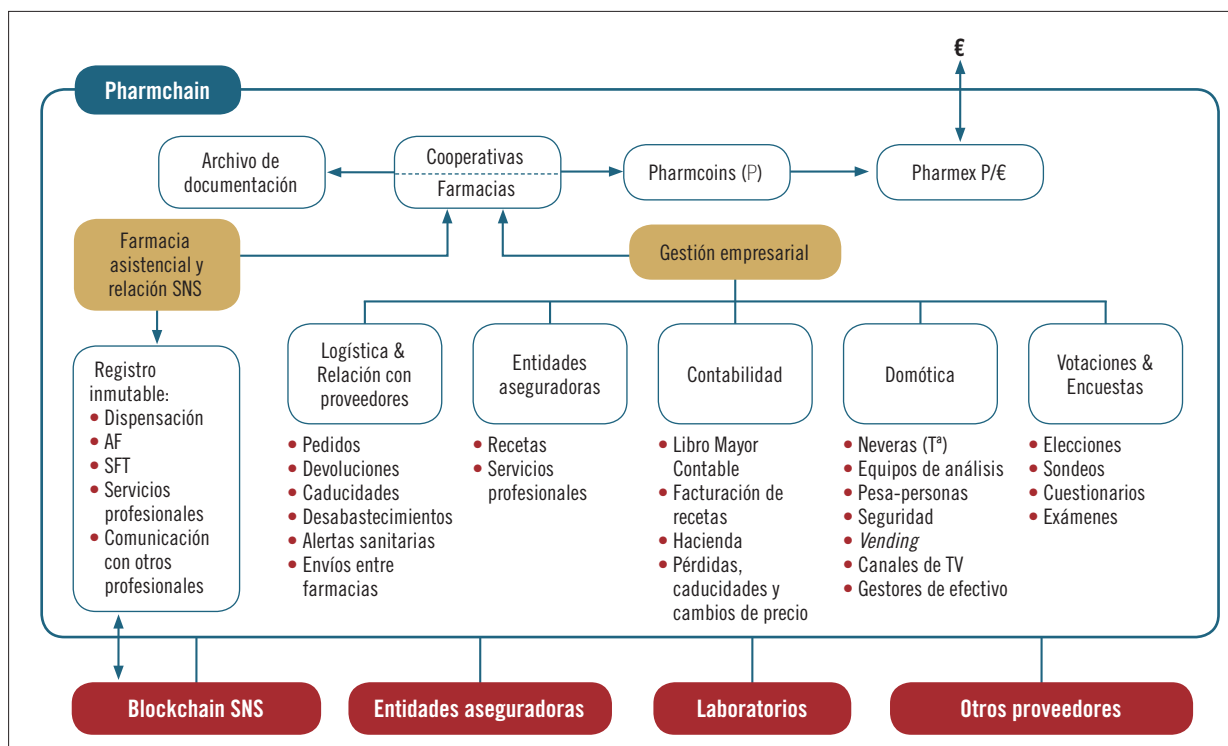 €
Pharmchain
Archivo de
documentación
Cooperativas
Farmacias
Pharmcoins (P)
Pharmex P/€
Farmacia
asistencial y
relación SNS
Gestión empresarial
Registro
inmutable:
• Dispensación
• AF
• SFT
• Servicios
profesionales
• Comunicación
con otros
profesionales
Logística &
Relación con
proveedores
• Pedidos
• Devoluciones
• Caducidades
• Desabastecimientos
• Alertas sanitarias
• Envíos entre
farmacias
Entidades
aseguradoras
• Recetas
• Servicios
profesionales
Contabilidad
• Libro Mayor
Contable
• Facturación de
recetas
• Hacienda
• Pérdidas,
caducidades y
cambios de precio
Domótica
• Neveras (Tª)
• Equipos de análisis
• Pesa-personas
• Seguridad
• Vending
• Canales de TV
• Gestores de efectivo
Votaciones &
Encuestas
• Elecciones
• Sondeos
• Cuestionarios
• Exámenes
Blockchain SNS
Entidades aseguradoras
Laboratorios
Otros proveedores